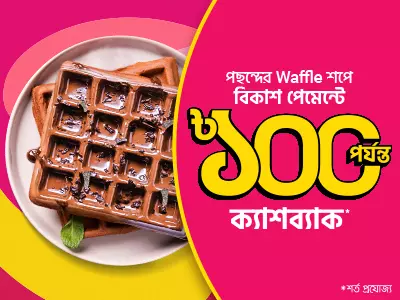 পছন্দের Waffle শপে
বিকাশ পেমেন্টে
৳১০০ পর্যন্ত
ক্যাশব্যাক*
*শর্ত প্রযোজ্য